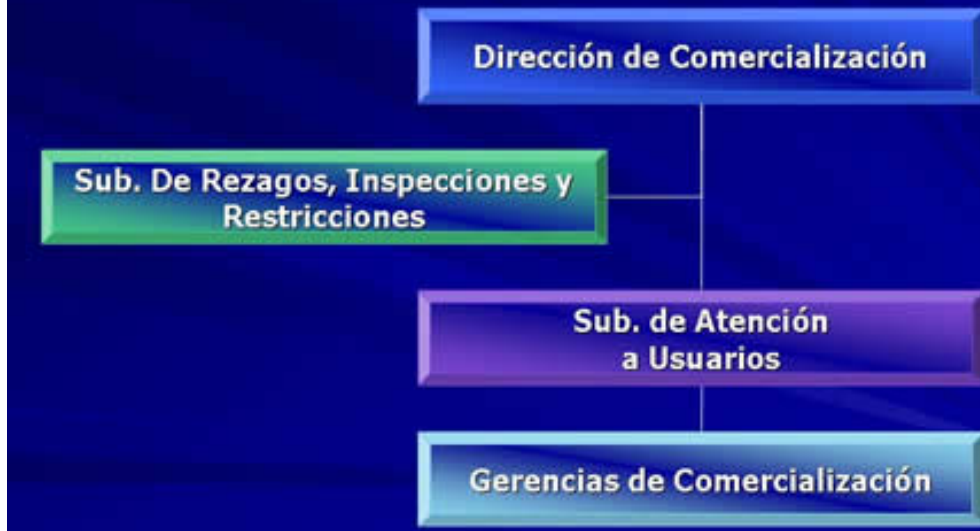 Dirección de Comercialización
Sub. De Rezagos, Inspecciones y
Restricciones
Sub. de Atención
a Usuarios
Gerencias de Comercialización